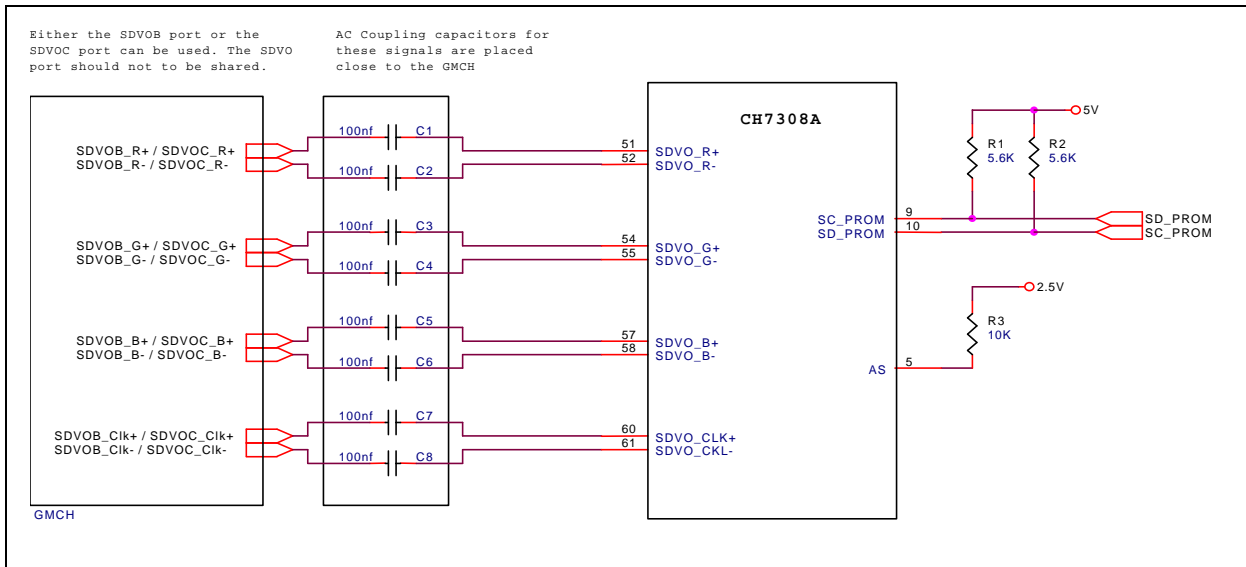 Either the SDVOB port or the
SDVOC port can be used. The SDVO
port should not to be shared.
AC Coupling capacitors for
these signals are placed
close to the GMCH
CH7308A
5V
100nf C1
SDVOB_R+ / SDVOC_R+
SDVOB_R- / SDVOC_R-
51
52
SDVO_R+
SDVO_R-
100nf C2
R1
5.6K
R2
5.6K
100nf C3
SDVOB_G+ / SDVOC_G+
SDVOB_G- / SDVOC_G-
54
55
SDVO_G+
SDVO_G-
100nf C4
SC_PROM 9
SD_PROM 10
SD_PROM
SC_PROM
2.5V
R3
10K
100nf C5
SDVOB_B+ / SDVOC_B+
SDVOB_B- / SDVOC_B-
57
58
SDVO_B+
SDVO_B-
100nf C6
AS 5
100nf C7
SDVOB_Clk+ / SDVOC_Clk+
SDVOB_Clk- / SDVOC_Clk-
60
61
SDVO_CLK+
SDVO_CKL-
100nf C8
GMCH